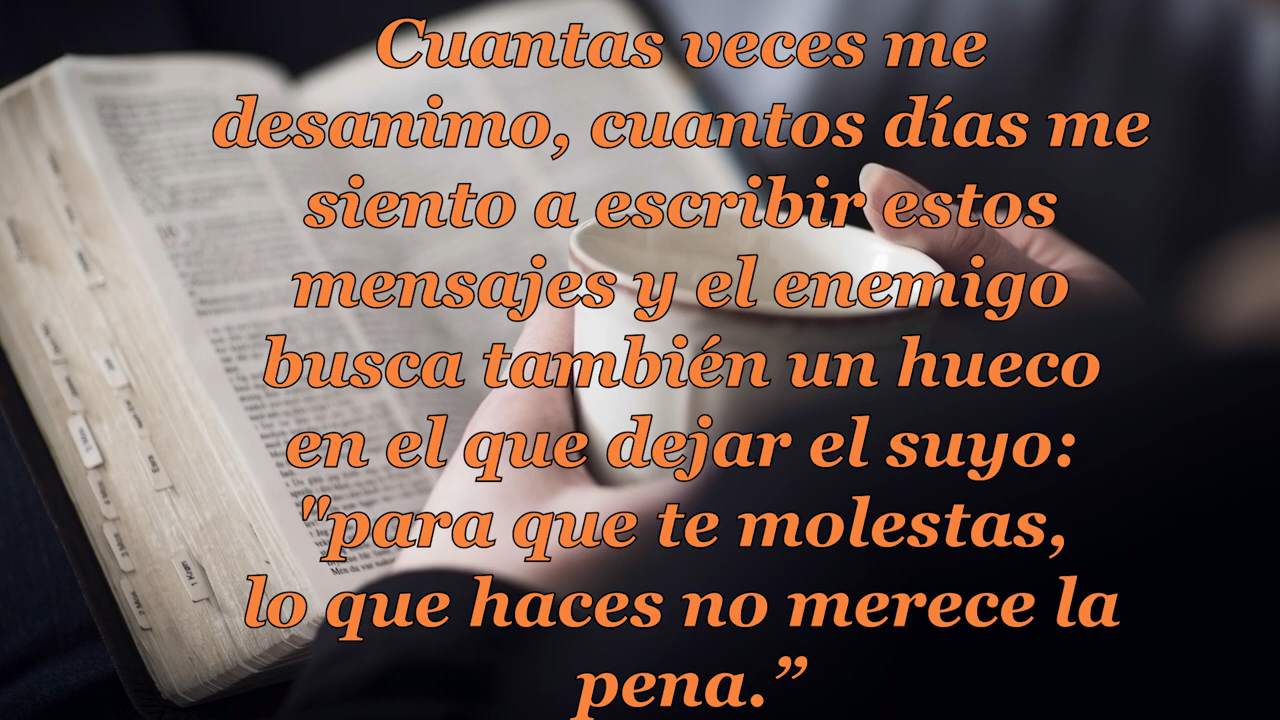 Cuantas veces me
desanimo, cuantos días me
siento a escribir estos
mensajes y el enemigo
busca también un hueco
en el que dejar el suyo:
"para que te molestas,
lo que haces no merece la
pena.”